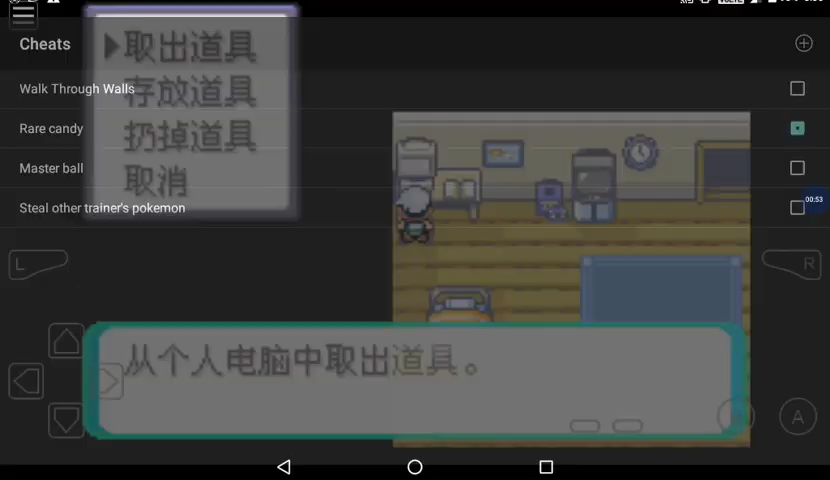 Cheats
取出道具
Walk Through Walls
存放道具
Rare candy
扔掉道具
Master ball
取消
Steal other trainer's pokemon
00:53
L
R
从个人电脑中取出道具。
A